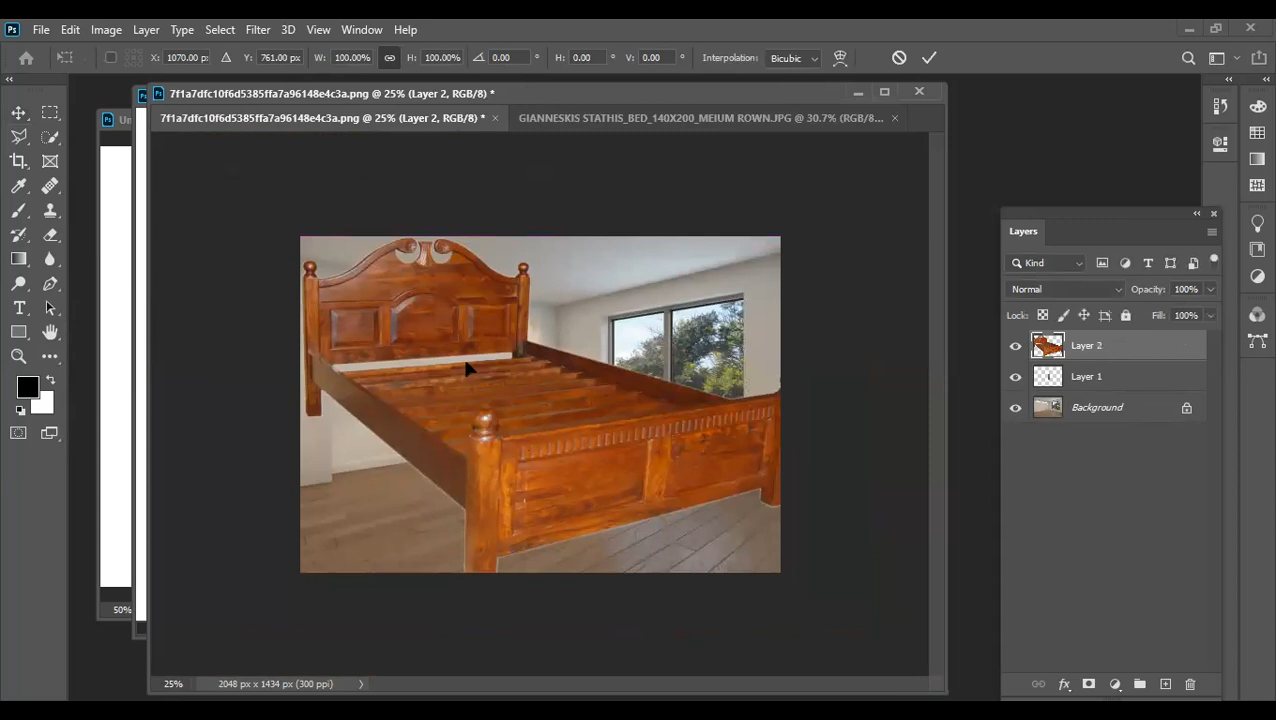 Ps File Edit Image Layer Type Select Filter 3D View Window Help
X: 1070.00 px Y: 761.00 px W: 100.00% H: 100.00% 0.00 ° H: 0.00 ° V: 0.00 ° Interpolation: Bicubic
7f1a7dfc10f6d5385ffa7a96148e4c3a.png @ 25% (Layer 2, RGB/8) *
7f1a7dfc10f6d5385ffa7a96148e4c3a.png @ 25% (Layer 2, RGB/8) * GIANNESKIS STATHIS_BED_140X200_MEIUM ROWN.JPG @ 30.7% (RGB/8...
Layers
Kind
Normal Opacity: 100%
Lock: Fill: 100%
Layer 2
Layer 1
Background
50%
25% 2048 px x 1434 px (300 ppi)